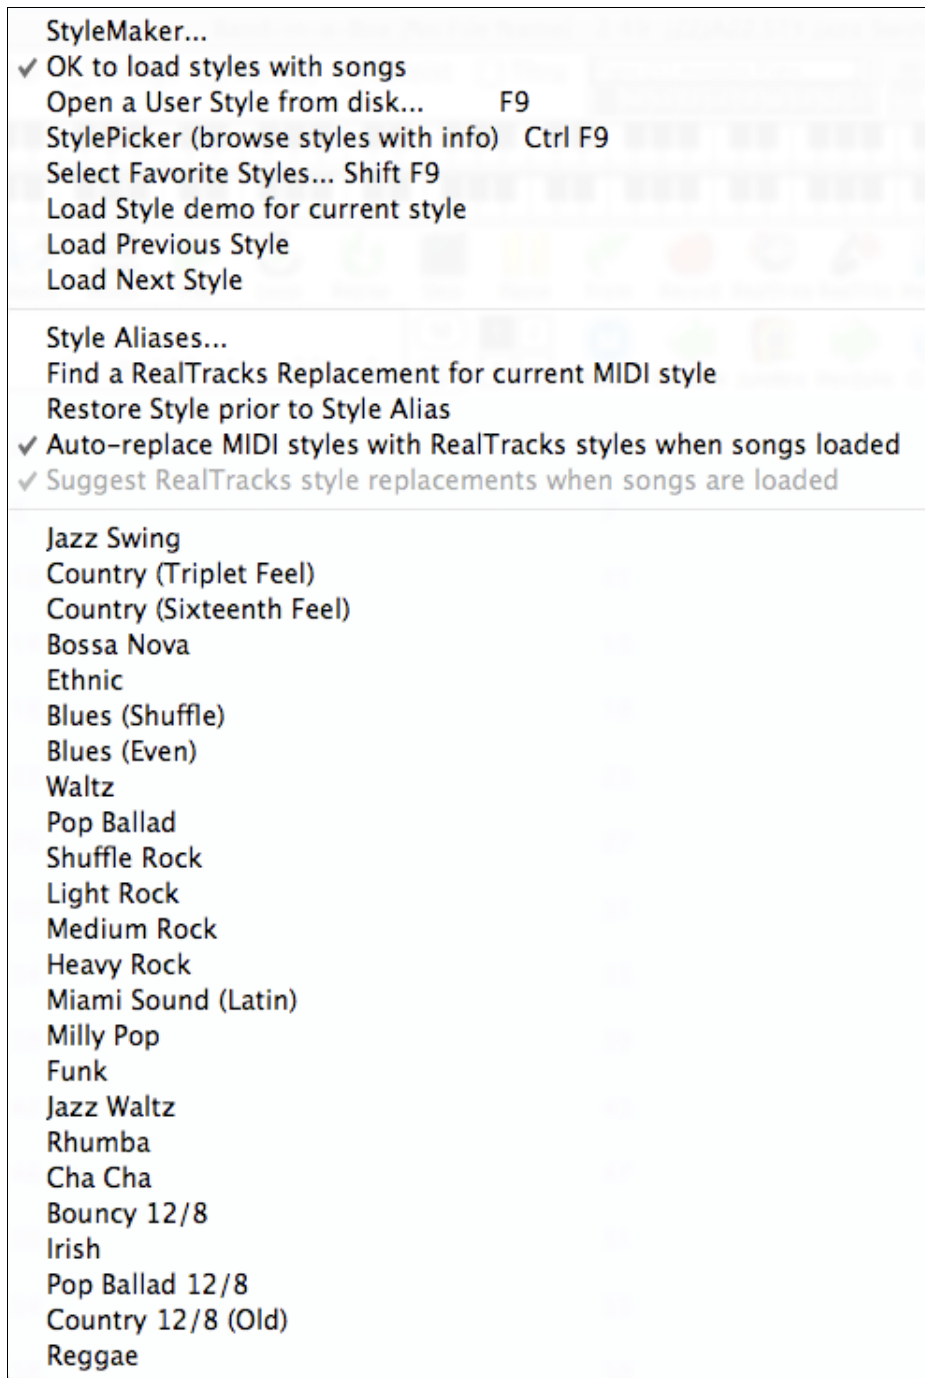 StyleMaker...
✓ OK to load styles with songs
Open a User Style from disk... F9
StylePicker (browse styles with info) Ctrl F9
Select Favorite Styles... Shift F9
Load Style demo for current style
Load Previous Style
Load Next Style
Style Aliases...
Find a RealTracks Replacement for current MIDI style
Restore Style prior to Style Alias
✓ Auto-replace MIDI styles with RealTracks styles when songs loaded
✓ Suggest RealTracks style replacements when songs are loaded
Jazz Swing
Country (Triplet Feel)
Country (Sixteenth Feel)
Bossa Nova
Ethnic
Blues (Shuffle)
Blues (Even)
Waltz
Pop Ballad
Shuffle Rock
Light Rock
Medium Rock
Heavy Rock
Miami Sound (Latin)
Milly Pop
Funk
Jazz Waltz
Rhumba
Cha Cha
Bouncy 12/8
Irish
Pop Ballad 12/8
Country 12/8 (Old)
Reggae